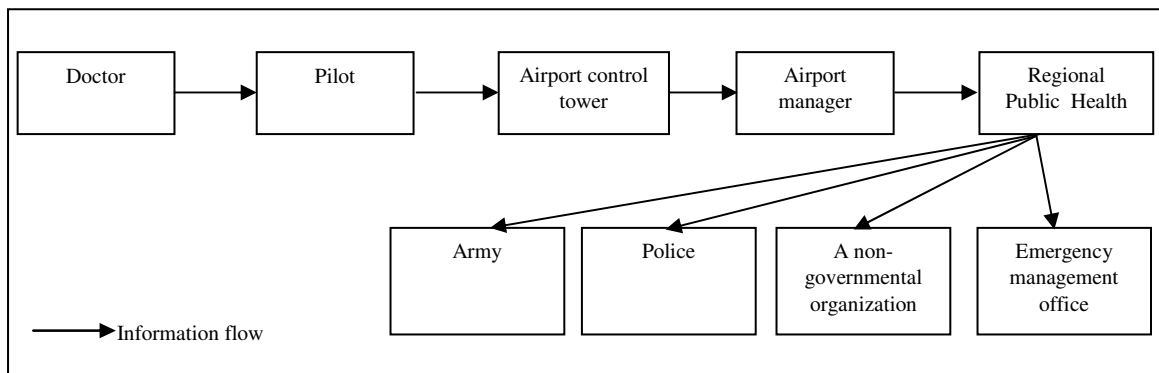 Doctor
Pilot
Airport control
tower
Airport
manager
Regional
Public Health
Army
Police
A non-
governmental
organization
Emergency
management
office
Information flow